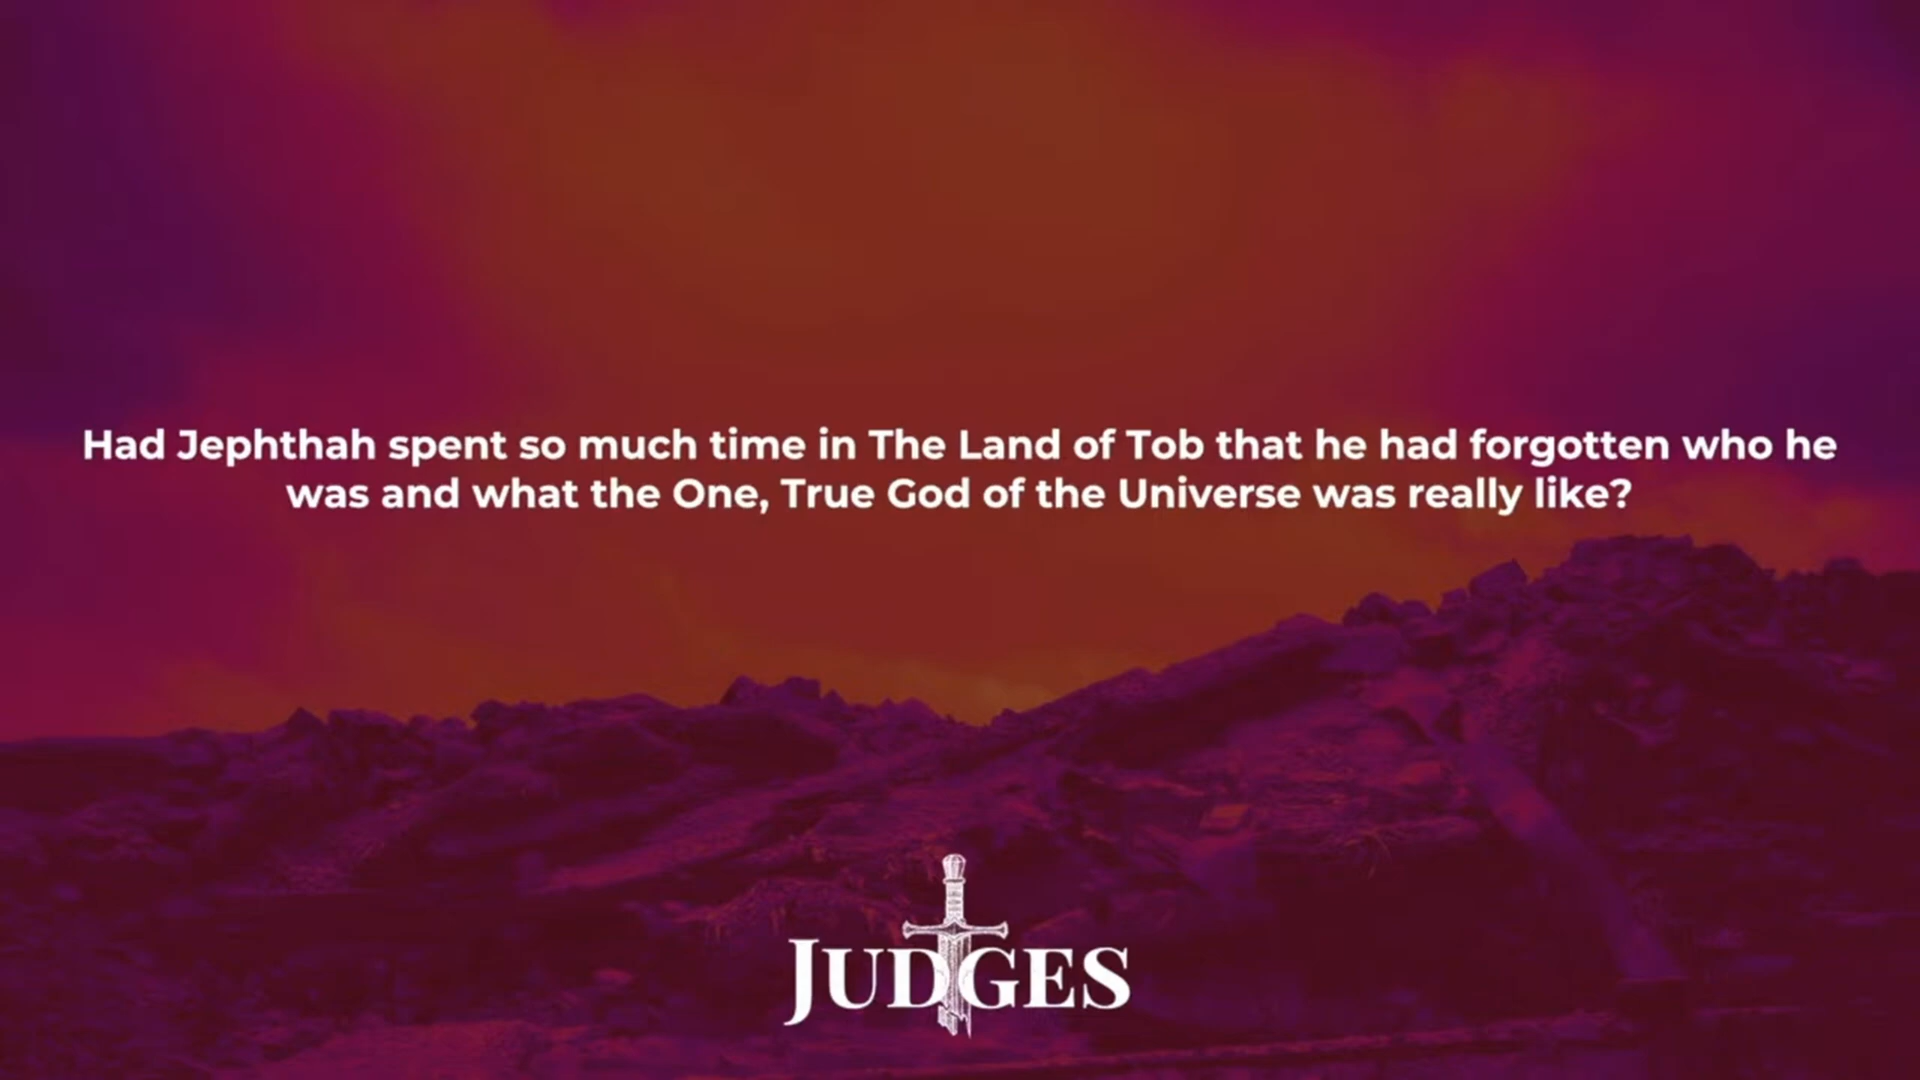 Had Jephthah spent so much time in The Land of Tob that he had forgotten who he
was and what the One, True God of the Universe was really like?
JUDGES